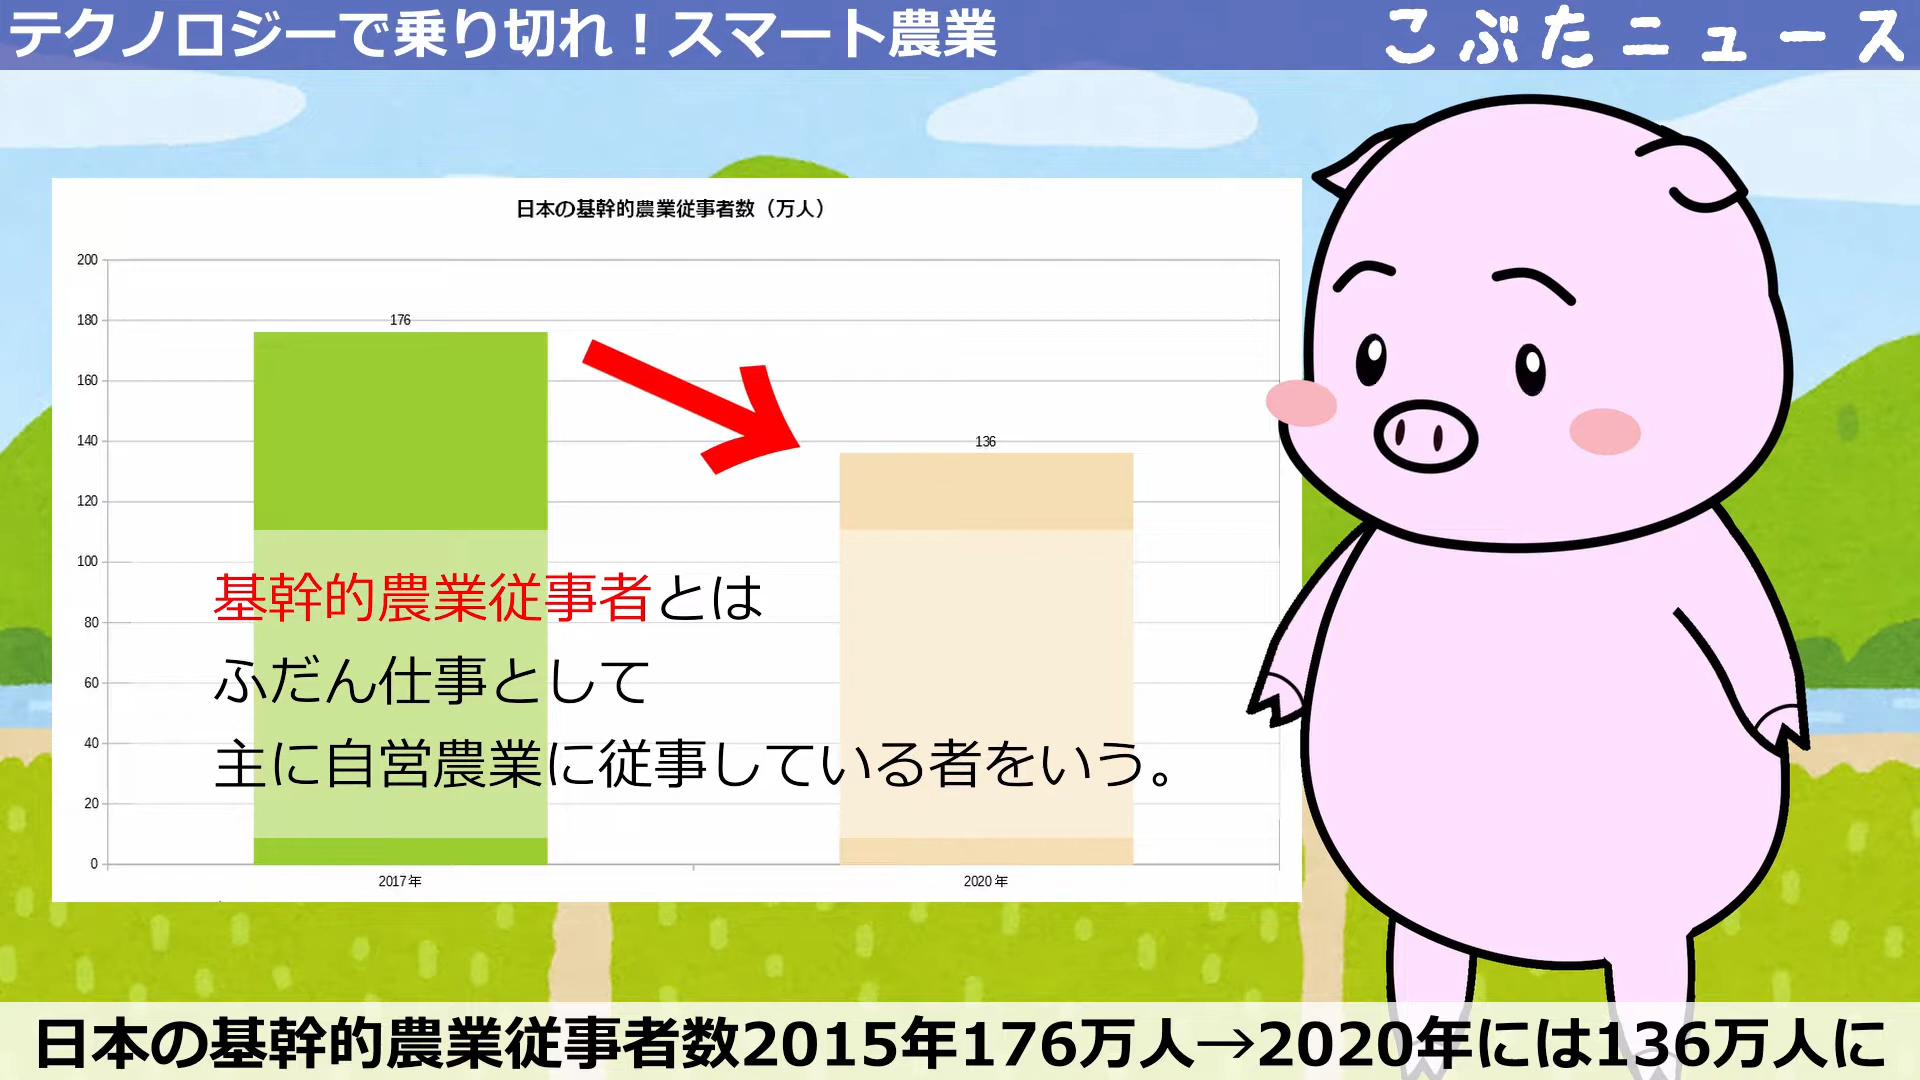 テクノロジーで乗り切れ！スマート農業
こぶたニュース
日本の基幹的農業従事者数（万人）
200
180
160
140
120
100
80
60
40
20
0
176
136
基幹的農業従事者とは
ふだん仕事として
主に自営農業に従事している者をいう。
2017年
2020年
日本の基幹的農業従事者数2015年176万人→2020年には136万人に